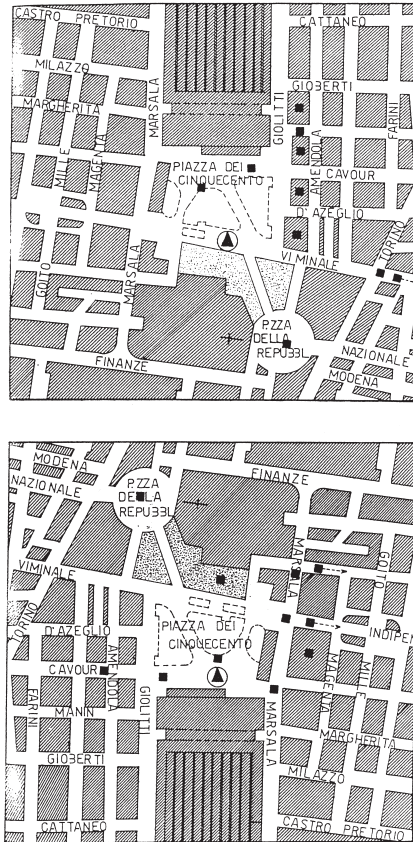 CASTRO PRETORIO
CATTANEO
MILAZZO
GIOBERTI
MARGHERITA
MARSALA
GIOLITTI
FARINI
MILLE
MAGENTA
AMENDOLA
PIAZZA DEI
CINQUECENTO
CAVOUR
D'AZEGLIO
TORINO
VIMINALE
GOITO
MARSALA
P.ZZA
DELLA
REPUBBL
NAZIONALE
FINANZE
MODENA
MODENA
P.ZZA
DELLA
REPUBBL
FINANZE
NAZIONALE
MARSALA
GOITO
VIMINALE
TORINO
D'AZEGLIO
PIAZZA DEI
CINQUECENTO
INDIPEN
CAVOUR
AMENDOLA
GIOLITTI
MAGENTA
MILLE
FARINI
MANIN
MARSALLA
MARGHERITA
GIOBERTI
MILAZZO
CATTANEO
CASTRO PRETORIO